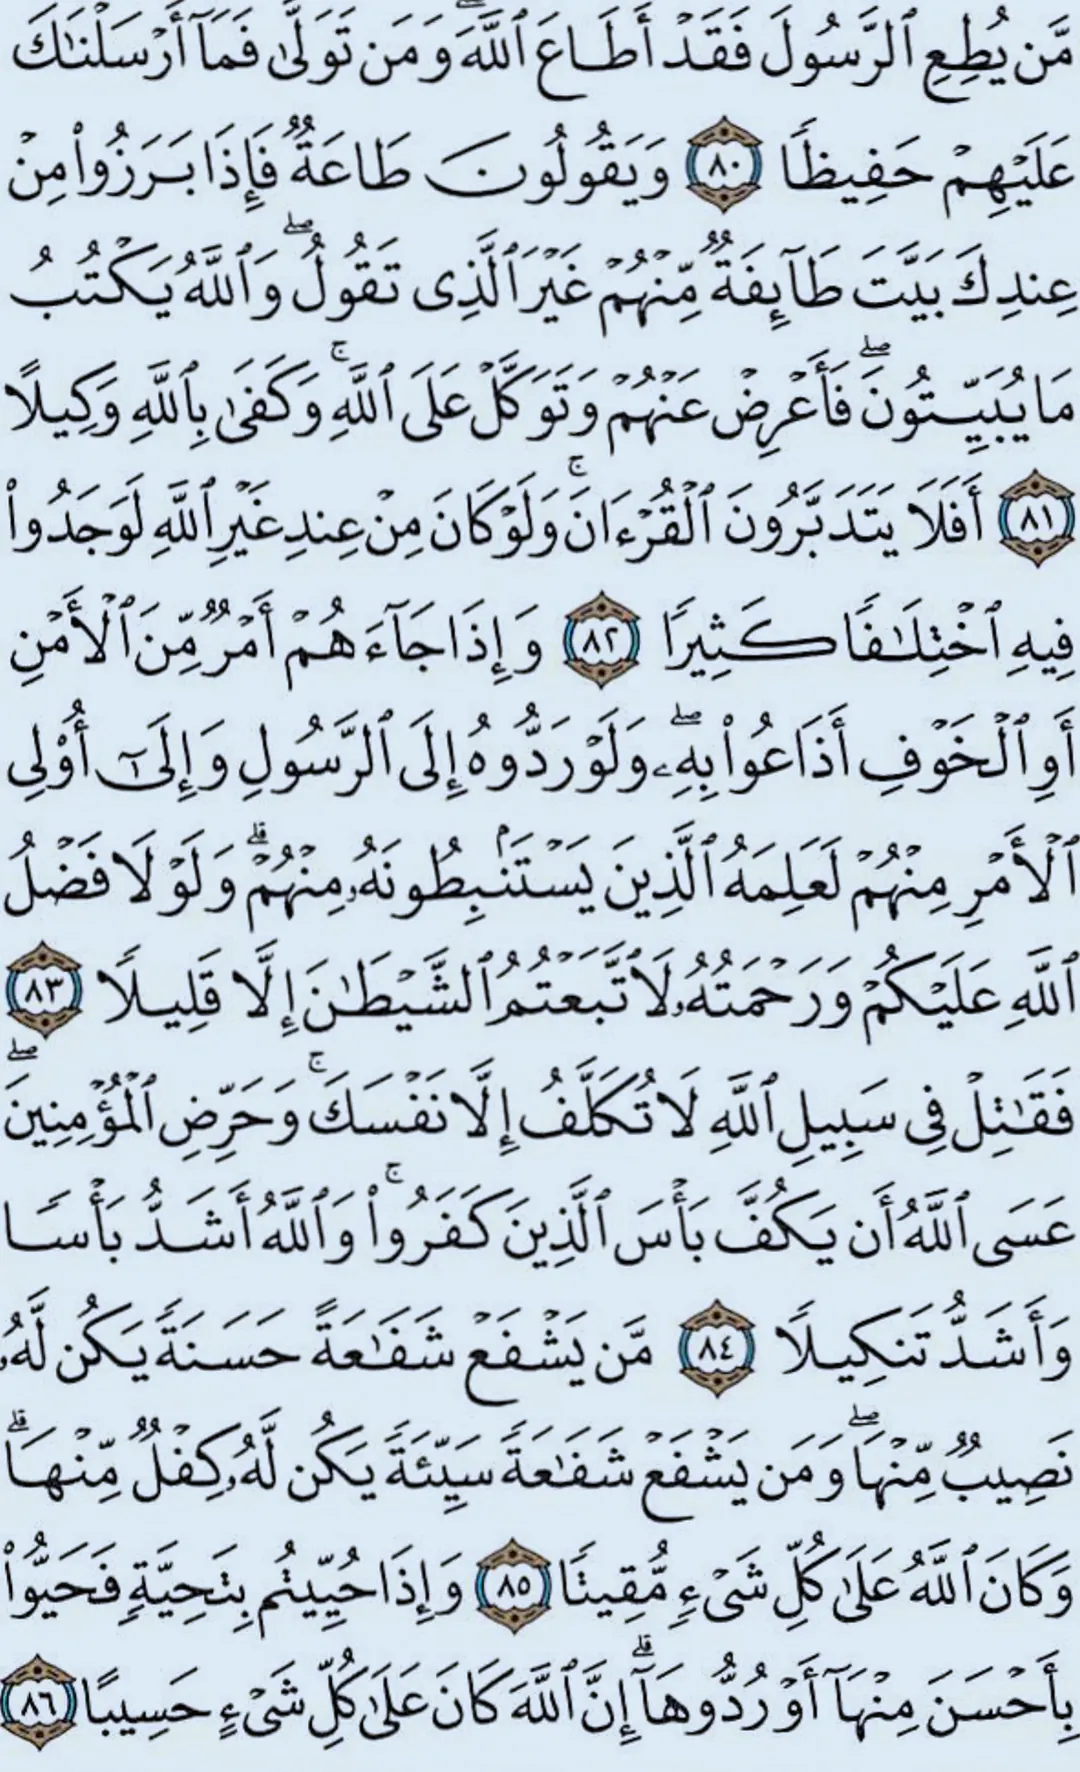 مَّن يُطِعِ ٱلرَّسُولَ فَقَدْ أَطَاعَ ٱللَّهَۖ وَمَن تَوَلَّىٰ فَمَآ أَرْسَلْنَٰكَ
عَلَيْهِمْ حَفِيظًا ٨٠ وَيَقُولُونَ طَاعَةٌ فَإِذَا بَرَزُوا۟ مِنْ
عِندِكَ بَيَّتَ طَآئِفَةٌ مِّنْهُمْ غَيْرَ ٱلَّذِى تَقُولُۖ وَٱللَّهُ يَكْتُبُ
مَا يُبَيِّتُونَۖ فَأَعْرِضْ عَنْهُمْ وَتَوَكَّلْ عَلَى ٱللَّهِۚ وَكَفَىٰ بِٱللَّهِ وَكِيلًا
٨١ أَفَلَا يَتَدَبَّرُونَ ٱلْقُرْءَانَۚ وَلَوْ كَانَ مِنْ عِندِ غَيْرِ ٱللَّهِ لَوَجَدُوا۟
فِيهِ ٱخْتِلَٰفًا كَثِيرًا ٨٢ وَإِذَا جَآءَهُمْ أَمْرٌ مِّنَ ٱلْأَمْنِ
أَوِ ٱلْخَوْفِ أَذَاعُوا۟ بِهِۦۖ وَلَوْ رَدُّوهُ إِلَى ٱلرَّسُولِ وَإِلَىٰٓ أُو۟لِى
ٱلْأَمْرِ مِنْهُمْ لَعَلِمَهُ ٱلَّذِينَ يَسْتَنۢبِطُونَهُۥ مِنْهُمْۗ وَلَوْلَا فَضْلُ
ٱللَّهِ عَلَيْكُمْ وَرَحْمَتُهُۥ لَٱتَّبَعْتُمُ ٱلشَّيْطَٰنَ إِلَّا قَلِيلًا ٨٣
فَقَٰتِلْ فِى سَبِيلِ ٱللَّهِ لَا تُكَلَّفُ إِلَّا نَفْسَكَۚ وَحَرِّضِ ٱلْمُؤْمِنِينَۖ
عَسَى ٱللَّهُ أَن يَكُفَّ بَأْسَ ٱلَّذِينَ كَفَرُوا۟ۚ وَٱللَّهُ أَشَدُّ بَأْسًا
وَأَشَدُّ تَنكِيلًا ٨٤ مَّن يَشْفَعْ شَفَٰعَةً حَسَنَةً يَكُن لَّهُۥ
نَصِيبٌ مِّنْهَاۖ وَمَن يَشْفَعْ شَفَٰعَةً سَيِّئَةً يَكُن لَّهُۥ كِفْلٌ مِّنْهَاۗ
وَكَانَ ٱللَّهُ عَلَىٰ كُلِّ شَىْءٍ مُّقِيتًا ٨٥ وَإِذَا حُيِّيتُم بِتَحِيَّةٍ فَحَيُّوا۟
بِأَحْسَنَ مِنْهَآ أَوْ رُدُّوهَآۗ إِنَّ ٱللَّهَ كَانَ عَلَىٰ كُلِّ شَىْءٍ حَسِيبًا ٨٦